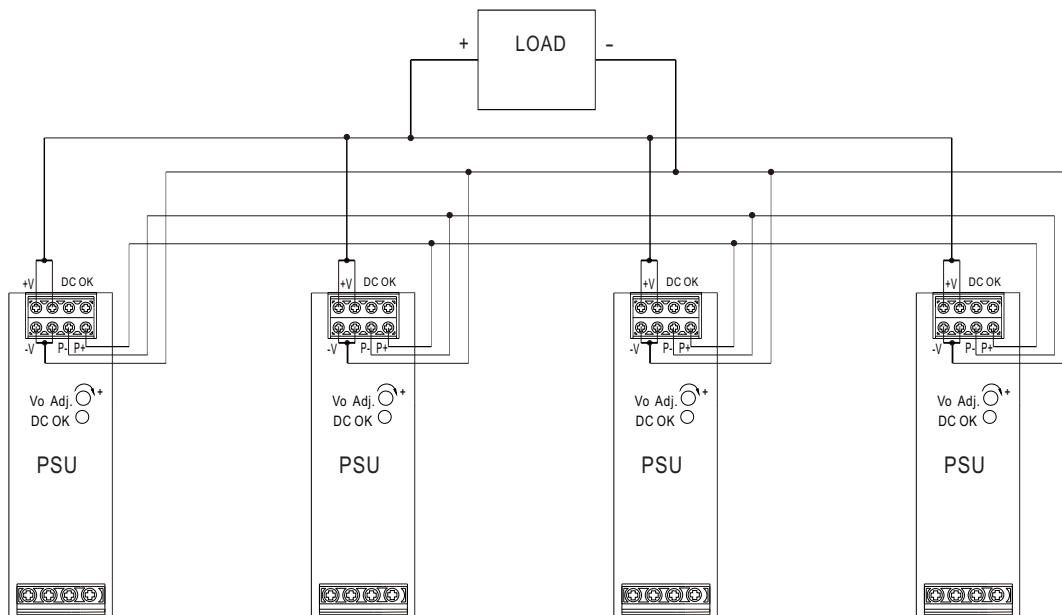 + LOAD -
+V DC OK +V DC OK +V DC OK +V DC OK
-V P- P+ -V P- P+ -V P- P+ -V P- P+
Vo Adj. + Vo Adj. + Vo Adj. + Vo Adj. +
DC OK DC OK DC OK DC OK
PSU PSU PSU PSU